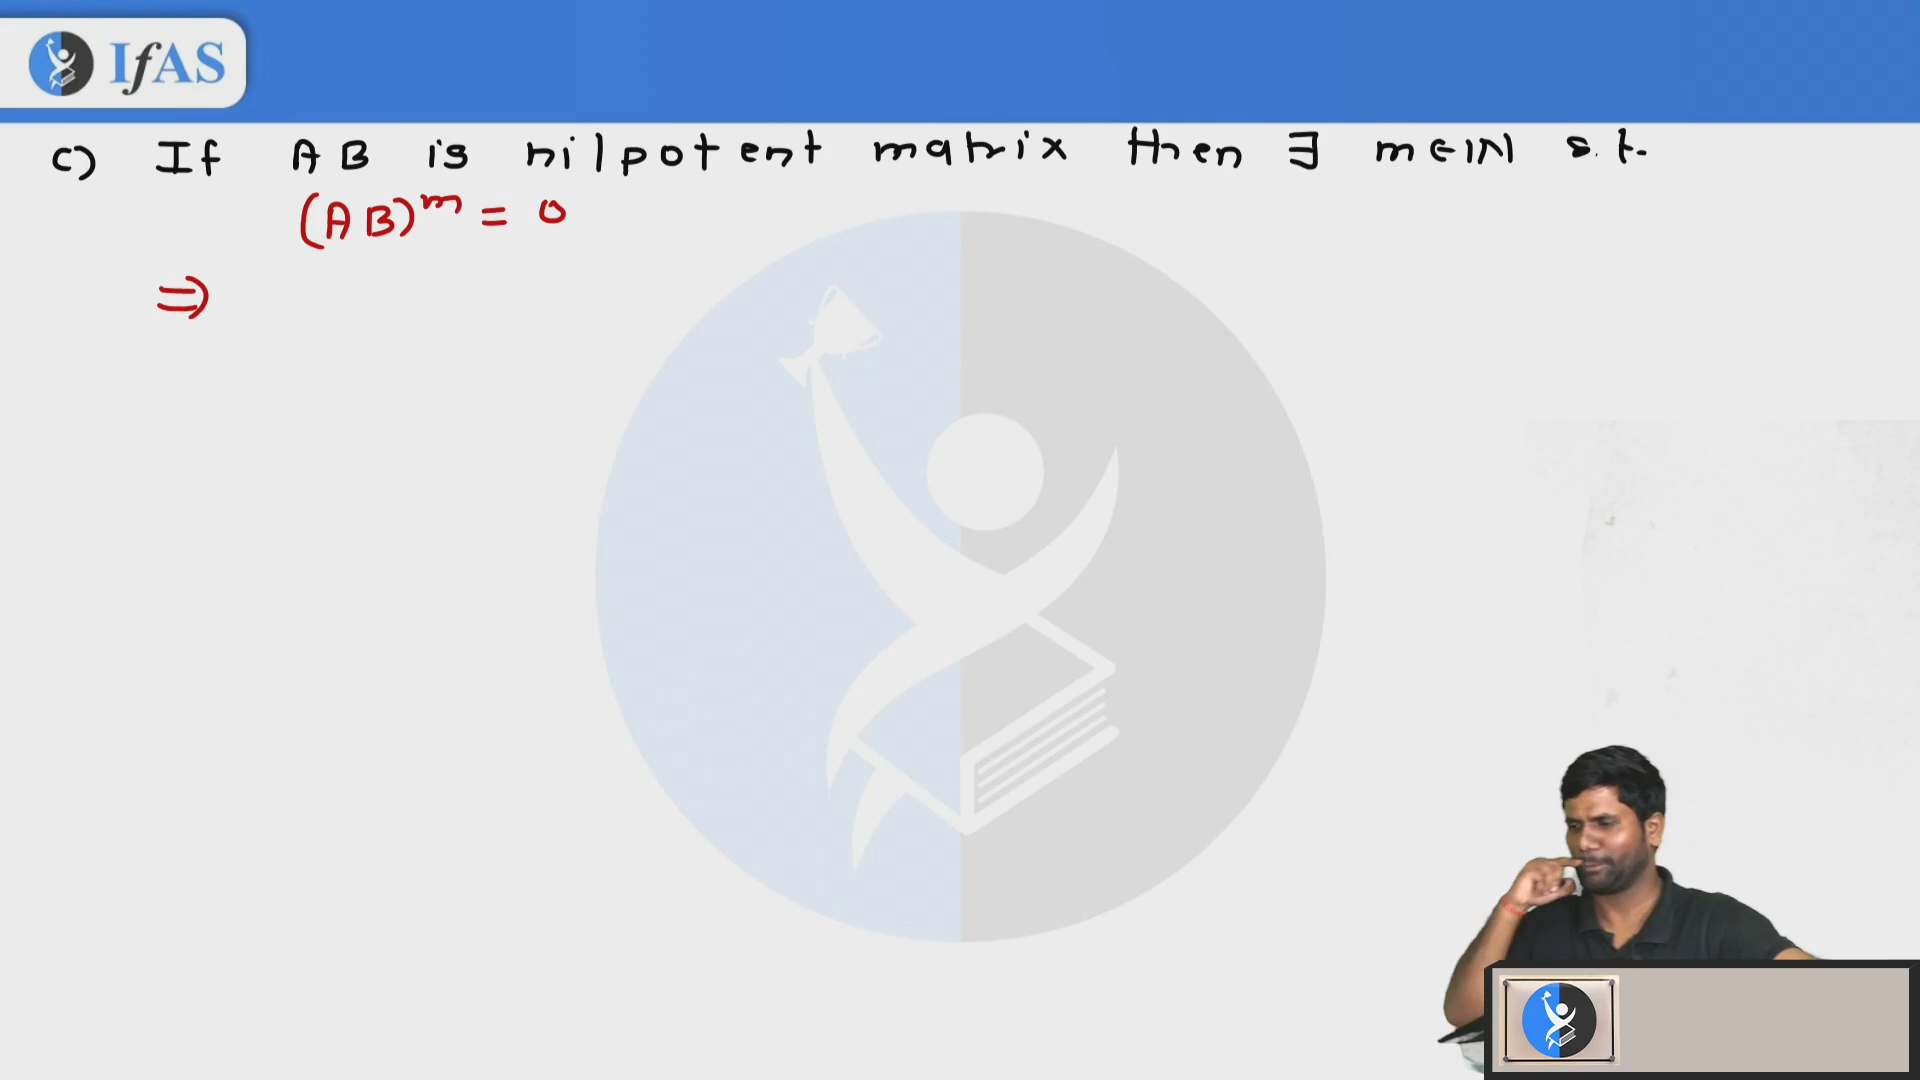 IfAS
c) If AB is nilpotent matrix then ∃ m∈ℕ s.t.
(AB)^m = 0
⇒